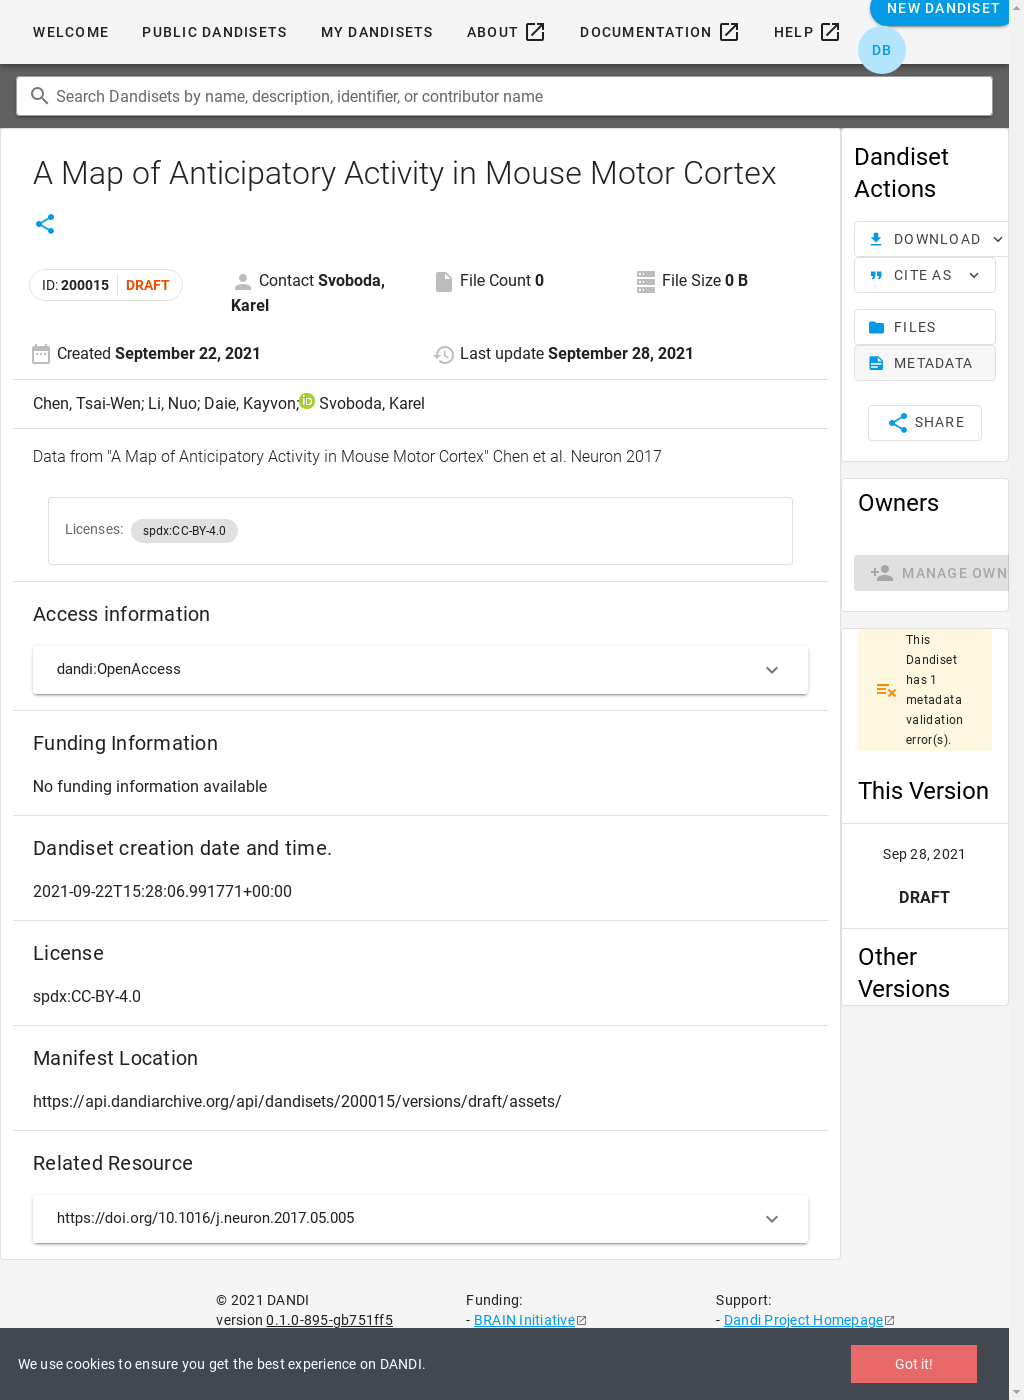 WELCOME PUBLIC DANDISETS MY DANDISETS ABOUT DOCUMENTATION HELP NEW DANDISET
DB
Search Dandisets by name, description, identifier, or contributor name
A Map of Anticipatory Activity in Mouse Motor Cortex
ID: 200015 DRAFT
Contact Svoboda, Karel
File Count 0
File Size 0 B
Created September 22, 2021
Last update September 28, 2021
Chen, Tsai-Wen; Li, Nuo; Daie, Kayvon; iD Svoboda, Karel
Data from "A Map of Anticipatory Activity in Mouse Motor Cortex" Chen et al. Neuron 2017
Licenses: spdx:CC-BY-4.0
Access information
dandi:OpenAccess
Funding Information
No funding information available
Dandiset creation date and time.
2021-09-22T15:28:06.991771+00:00
License
spdx:CC-BY-4.0
Manifest Location
https://api.dandiarchive.org/api/dandisets/200015/versions/draft/assets/
Related Resource
https://doi.org/10.1016/j.neuron.2017.05.005
Dandiset
Actions
DOWNLOAD
CITE AS
FILES
METADATA
SHARE
Owners
MANAGE OWN
This
Dandiset
has 1
metadata
validation
error(s).
This Version
Sep 28, 2021
DRAFT
Other
Versions
© 2021 DANDI
version 0.1.0-895-gb751ff5
Funding:
- BRAIN Initiative
Support:
- Dandi Project Homepage
We use cookies to ensure you get the best experience on DANDI.
Got it!